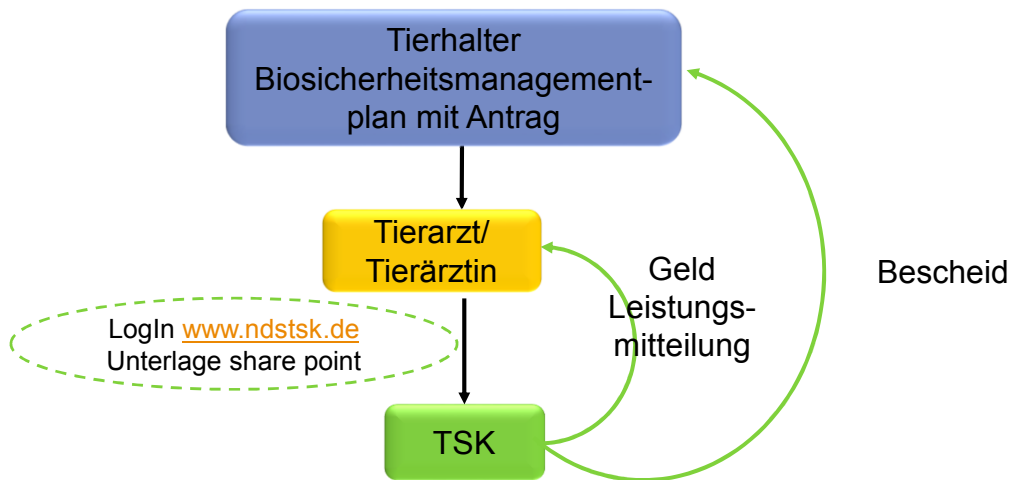 Tierhalter
Biosicherheitsmanagement-
plan mit Antrag
Tierarzt/
Tierärztin
Geld
Leistungs-
mitteilung
Bescheid
LogIn www.ndstsk.de
Unterlage share point
TSK